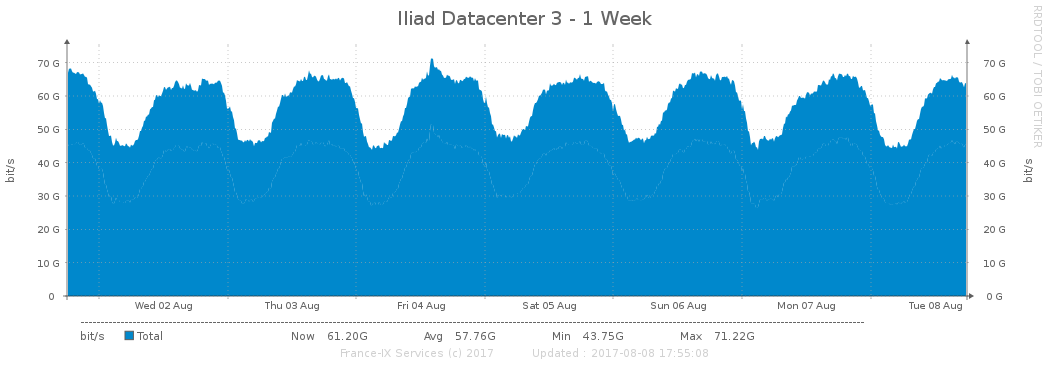 Iliad Datacenter 3 - 1 Week
RRDTOOL / TOBI OETIKER
70 G 70 G
60 G 60 G
50 G 50 G
40 G 40 G
30 G 30 G
20 G 20 G
10 G 10 G
0 0 G
bit/s bit/s
Wed 02 Aug Thu 03 Aug Fri 04 Aug Sat 05 Aug Sun 06 Aug Mon 07 Aug Tue 08 Aug
bit/s Total Now 61.20G Avg 57.76G Min 43.75G Max 71.22G
France-IX Services (c) 2017 Updated : 2017-08-08 17:55:08